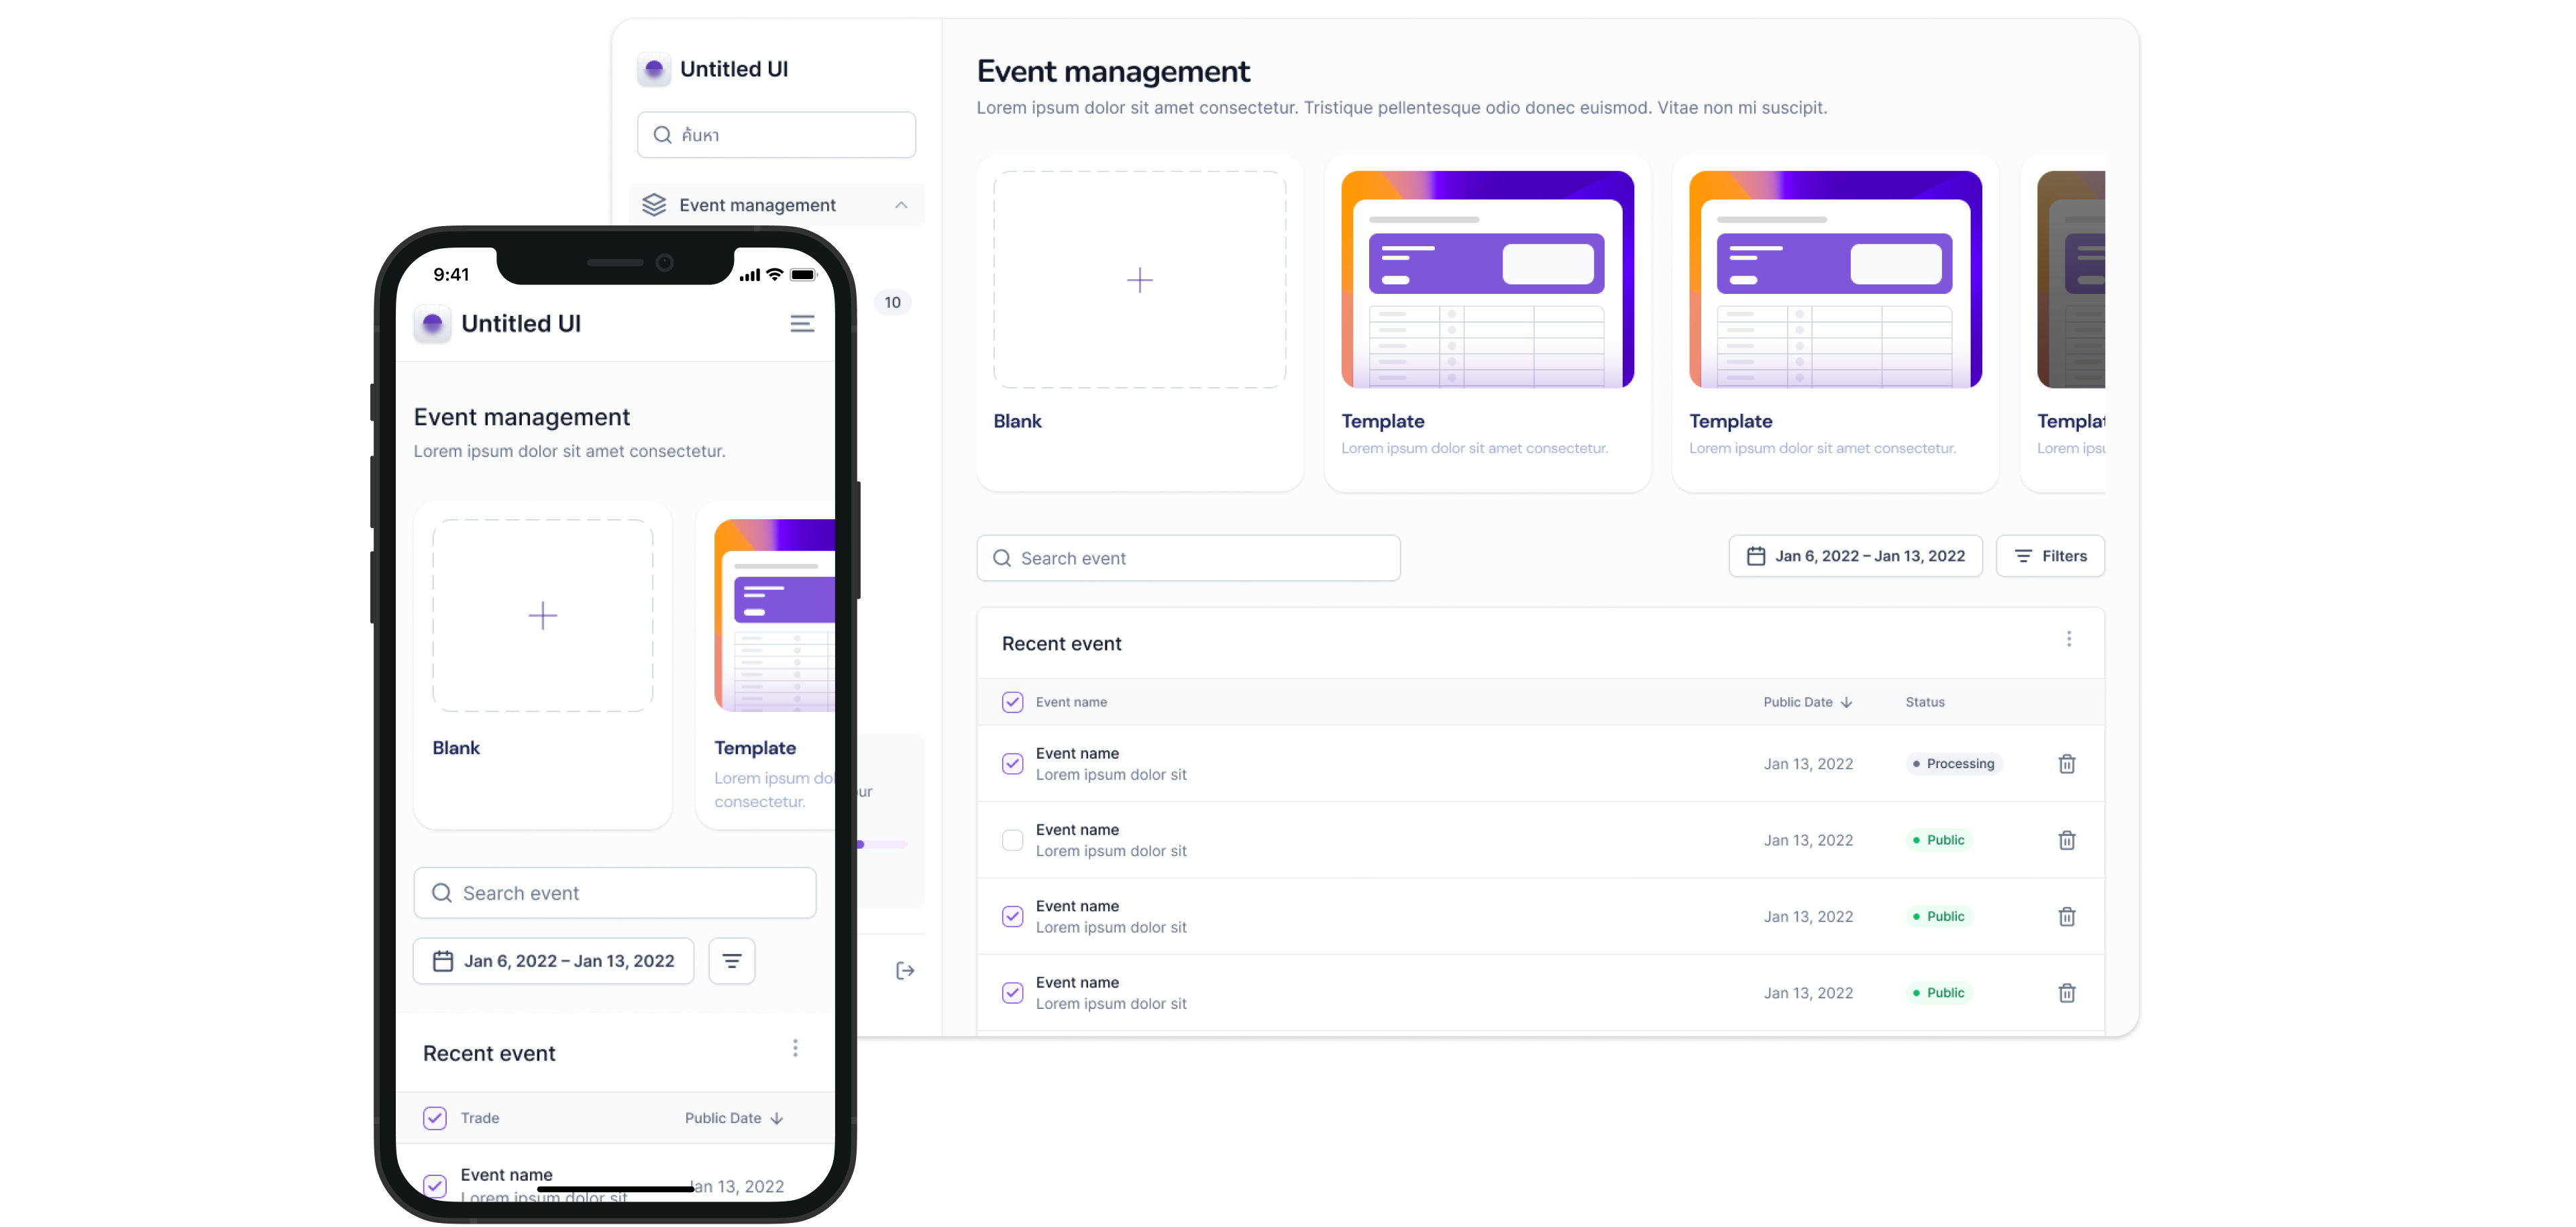 Untitled UI
ค้นหา
Event management
10
Event management
Lorem ipsum dolor sit amet consectetur. Tristique pellentesque odio donec euismod. Vitae non mi suscipit.
Blank
Template
Lorem ipsum dolor sit amet consectetur.
Template
Lorem ipsum dolor sit amet consectetur.
Lorem
Search event
Jan 6, 2022 – Jan 13, 2022
Filters
Recent event
Event name
Public Date
Status
Event name
Lorem ipsum dolor sit
Jan 13, 2022
Processing
Event name
Lorem ipsum dolor sit
Jan 13, 2022
Public
Event name
Lorem ipsum dolor sit
Jan 13, 2022
Public
Event name
Lorem ipsum dolor sit
Jan 13, 2022
Public
9:41
Untitled UI
Event management
Lorem ipsum dolor sit amet consectetur.
Blank
Template
Lorem ipsum
consectetur.
Search event
Jan 6, 2022 – Jan 13, 2022
Recent event
Trade
Public Date
Event name
Lorem ipsum dolor sit
Jan 13, 2022